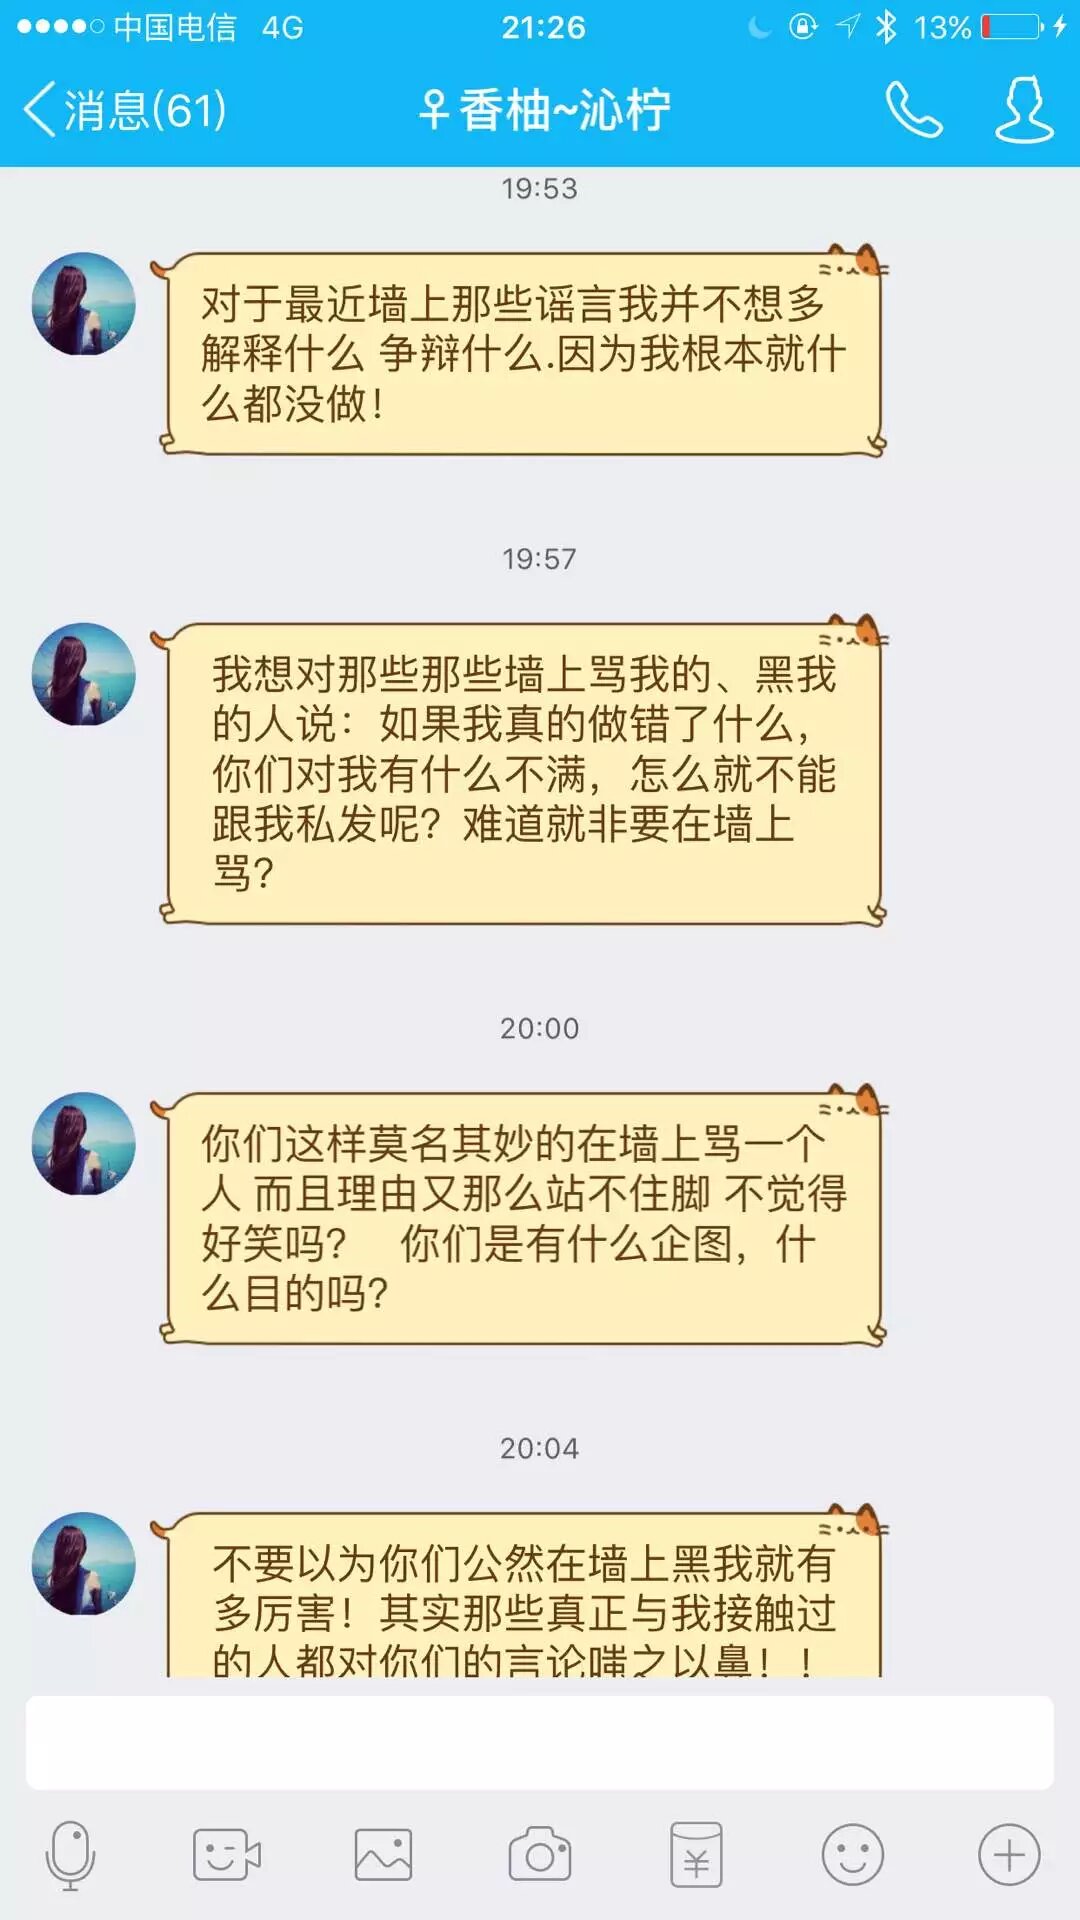 中国电信 4G 21:26 13%
消息(61) ♀香柚~沁柠
19:53
对于最近墙上那些谣言我并不想多
解释什么 争辩什么.因为我根本就什
么都没做!
19:57
我想对那些那些墙上骂我的、黑我
的人说：如果我真的做错了什么，
你们对我有什么不满，怎么就不能
跟我私发呢？难道就非要在墙上
骂？
20:00
你们这样莫名其妙的在墙上骂一个
人 而且理由又那么站不住脚 不觉得
好笑吗？ 你们是有什么企图，什
么目的吗？
20:04
不要以为你们公然在墙上黑我就有
多厉害！其实那些真正与我接触过
的人都对你们的言论嗤之以鼻！！